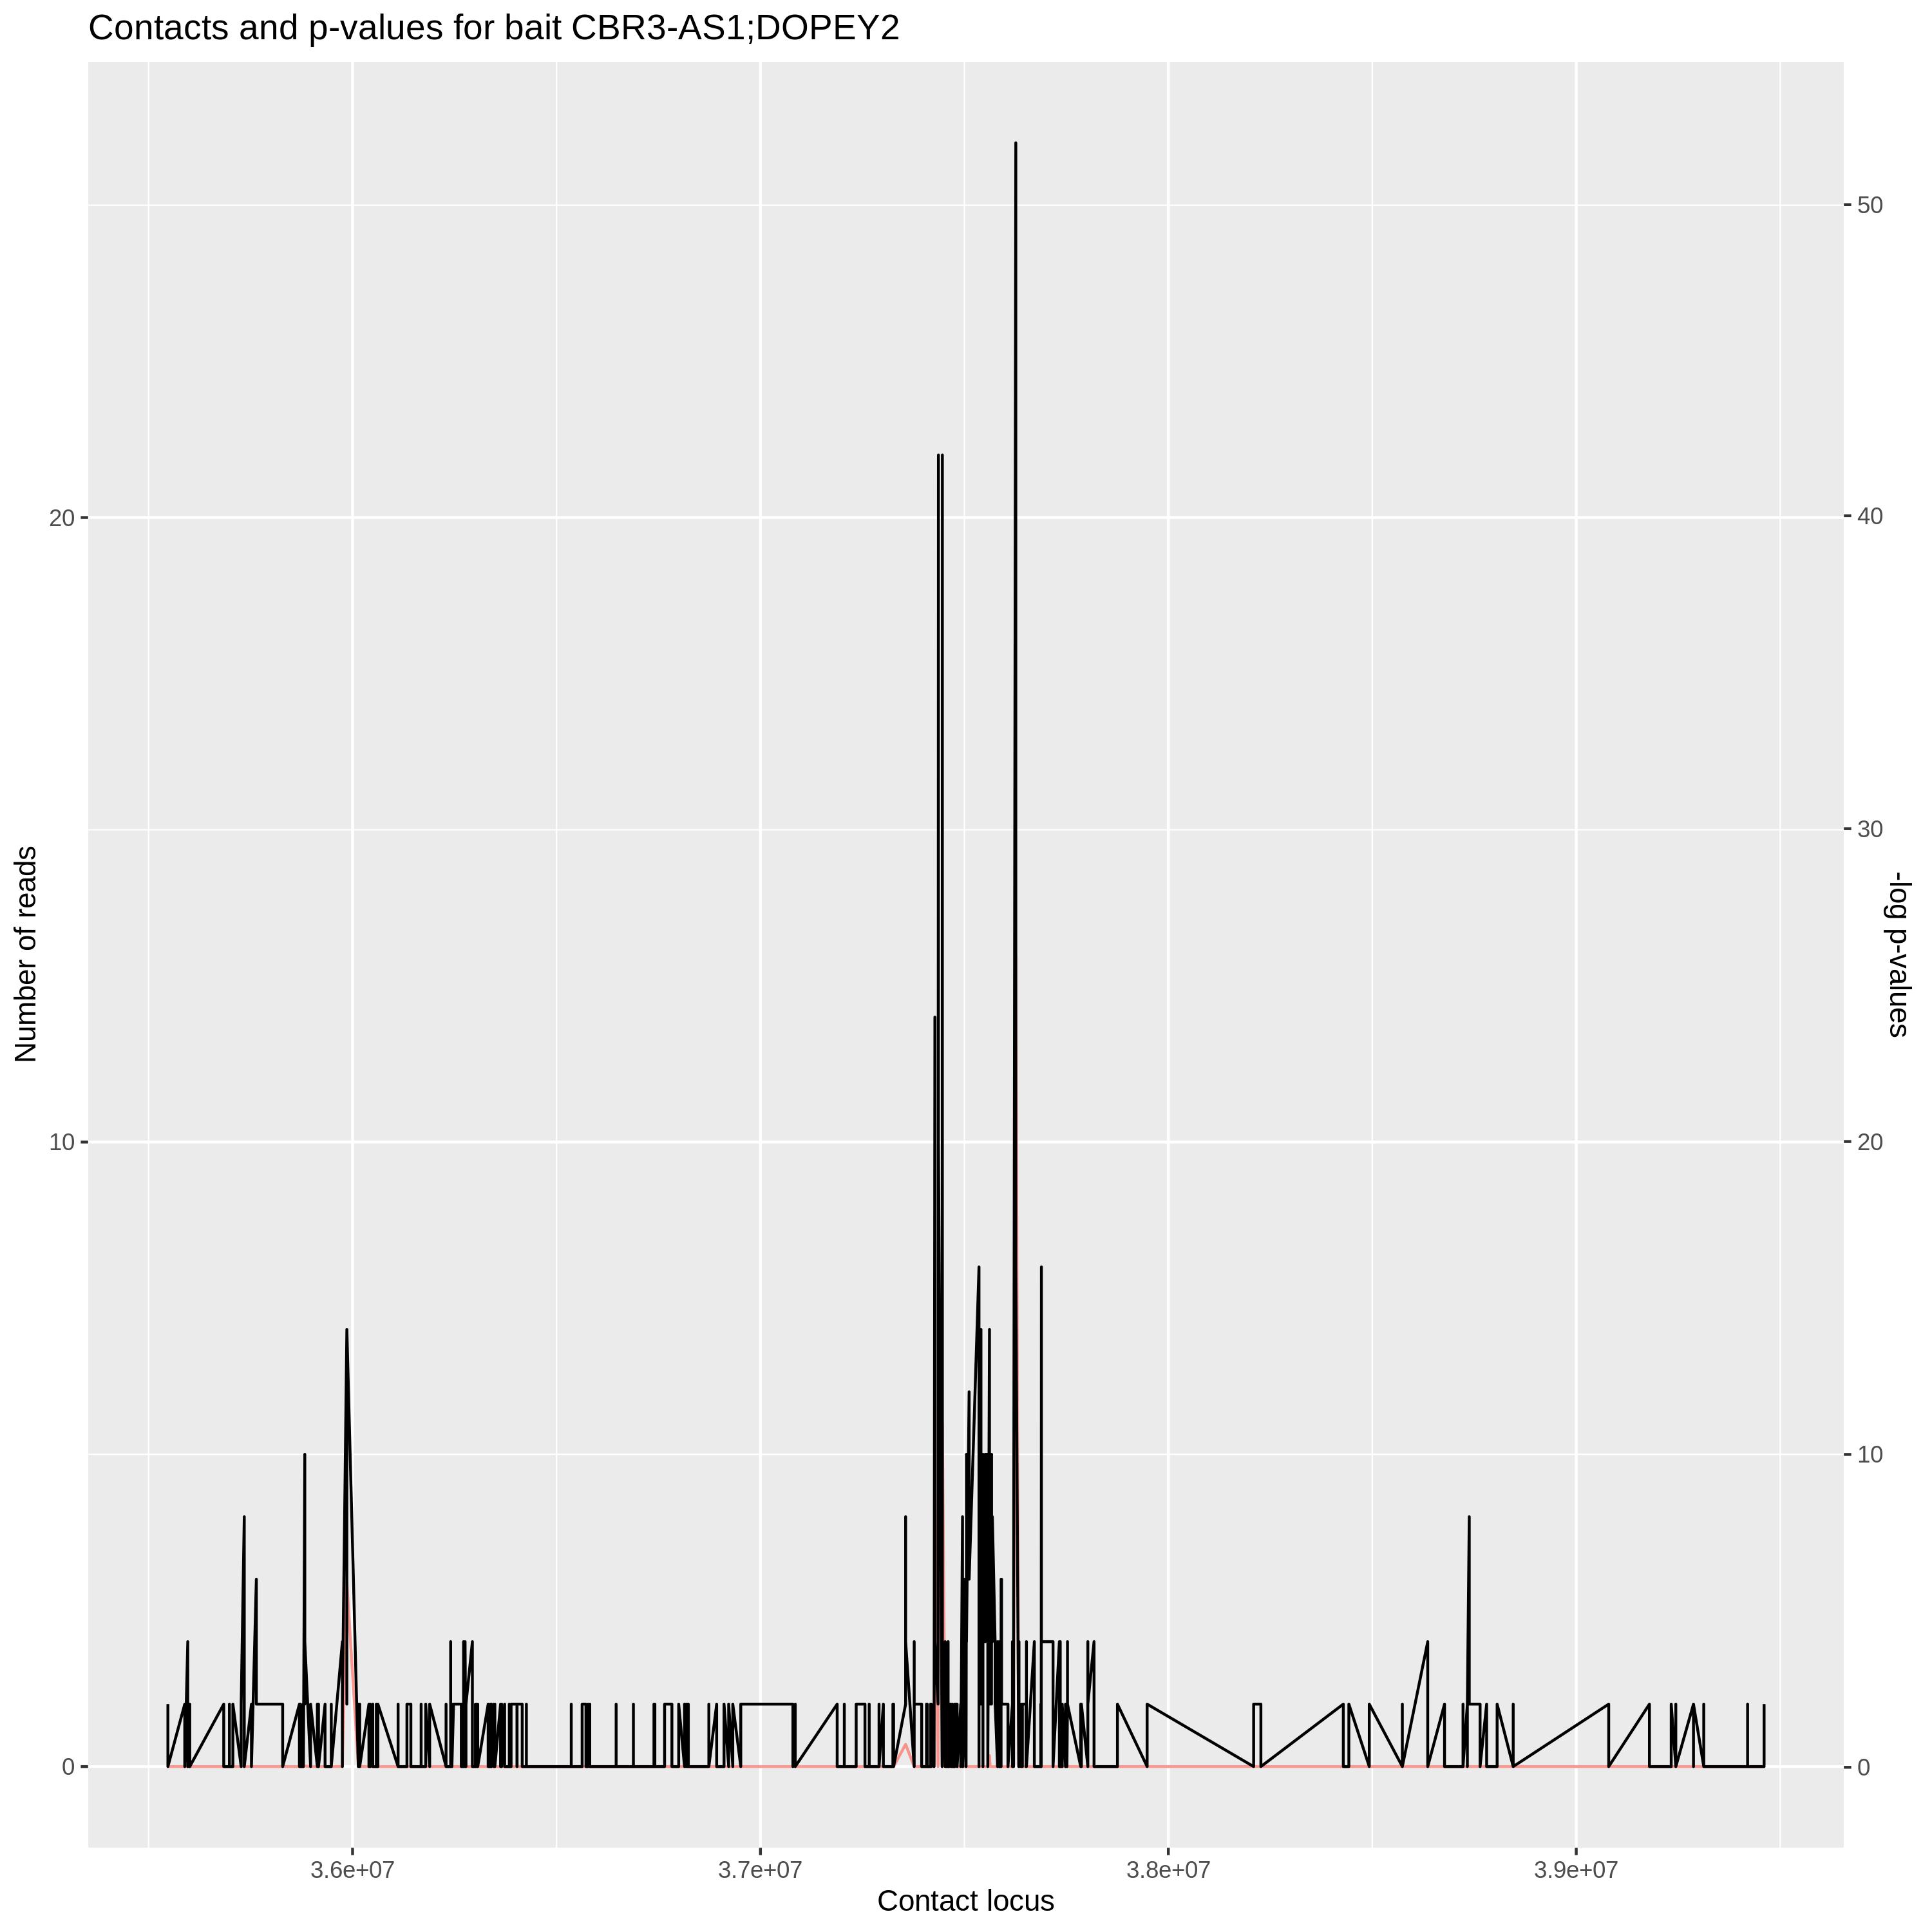 Contacts and p-values for bait CBR3-AS1;DOPEY2
Number of reads
20
10
0
50
40
30
20
10
0
-log p-values
3.6e+07
3.7e+07
3.8e+07
3.9e+07
Contact locus